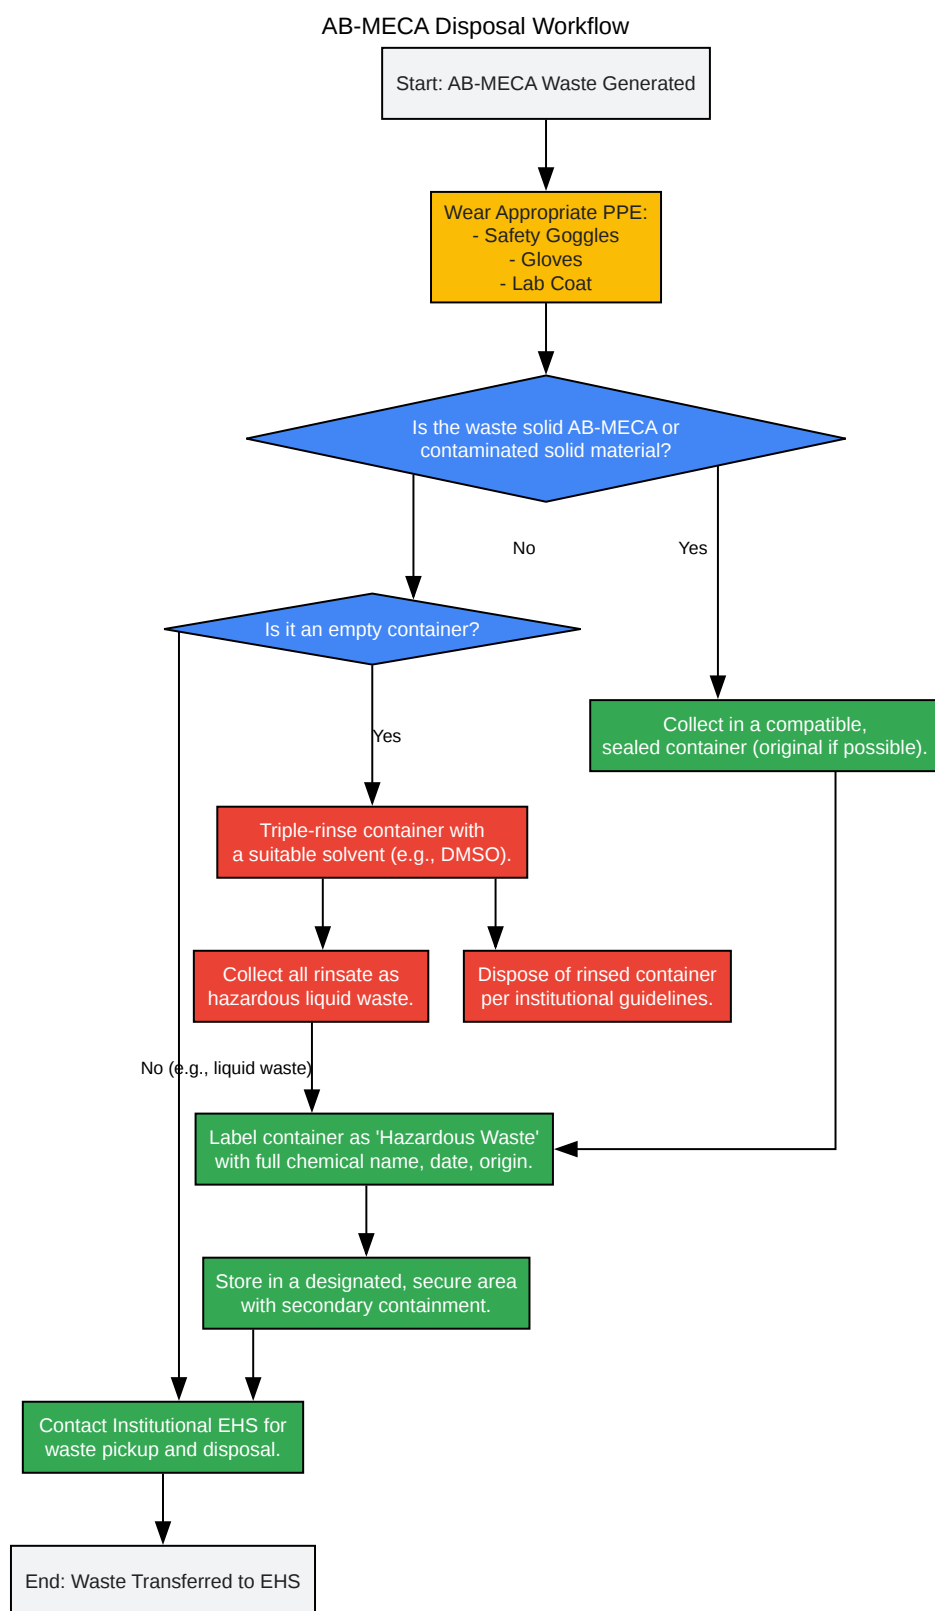 AB-MECA Disposal Workflow
Start: AB-MECA Waste Generated
Wear Appropriate PPE:
- Safety Goggles
- Gloves
- Lab Coat
Is the waste solid AB-MECA or
contaminated solid material?
No
Yes
Is it an empty container?
Collect in a compatible,
sealed container (original if possible).
Yes
Triple-rinse container with
a suitable solvent (e.g., DMSO).
Collect all rinsate as
hazardous liquid waste.
Dispose of rinsed container
per institutional guidelines.
No (e.g., liquid waste)
Label container as 'Hazardous Waste'
with full chemical name, date, origin.
Store in a designated, secure area
with secondary containment.
Contact Institutional EHS for
waste pickup and disposal.
End: Waste Transferred to EHS